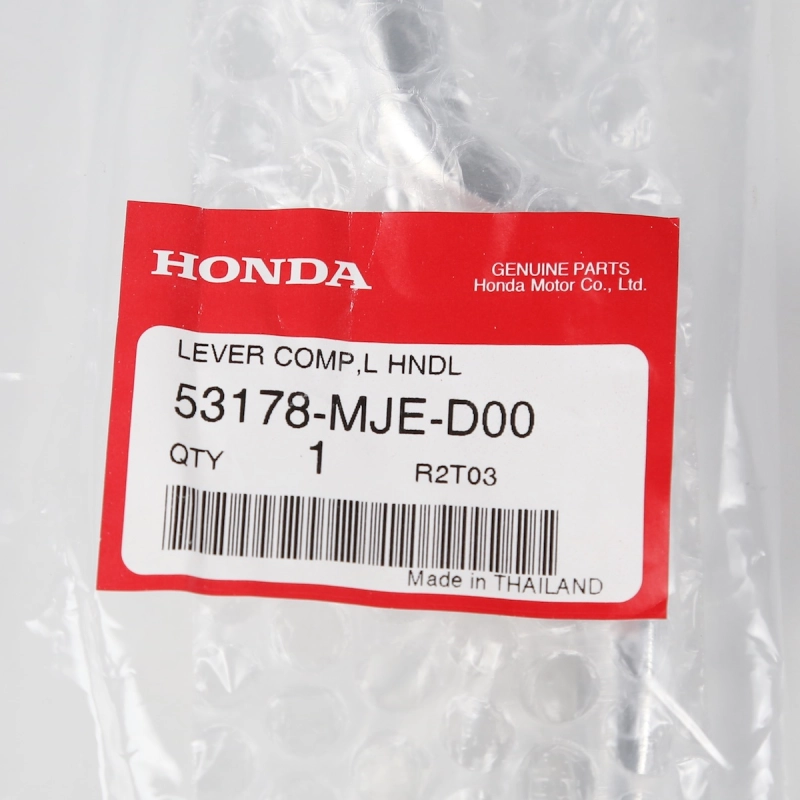 HONDA
GENUINE PARTS
Honda Motor Co., Ltd.
LEVER COMP,L HNDL
53178-MJE-D00
QTY 1 R2T03
Made in THAILAND